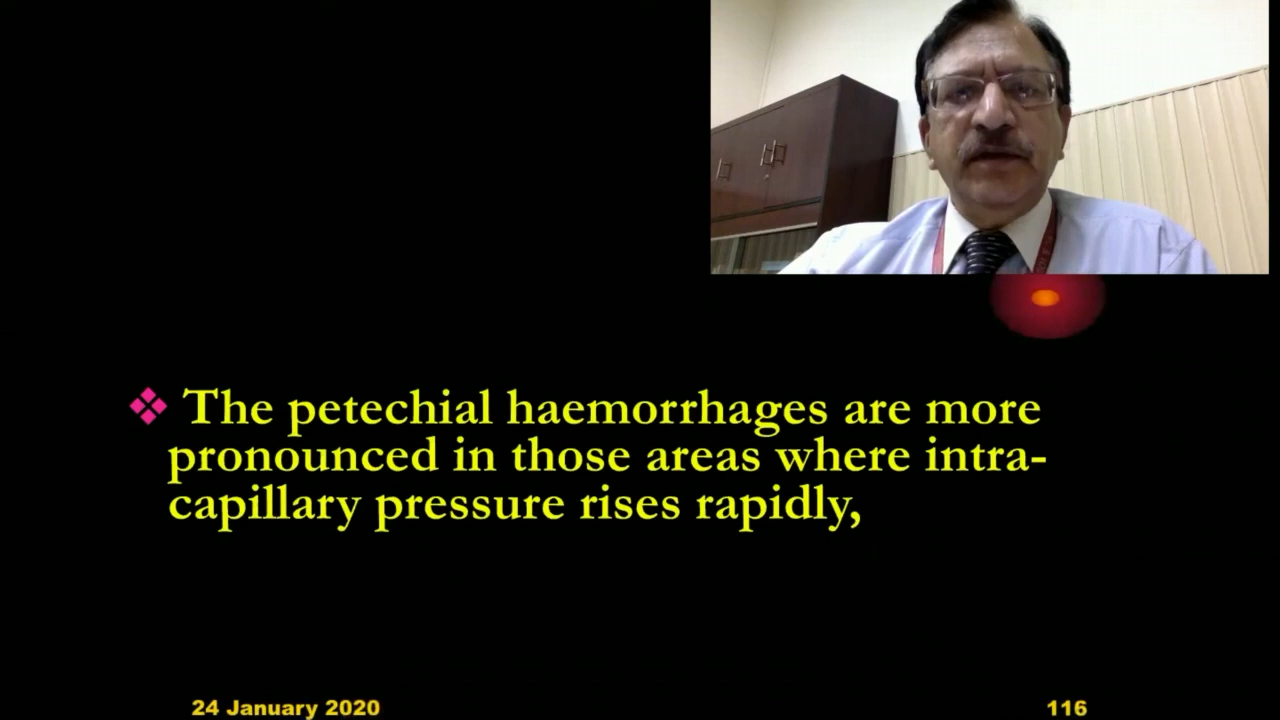 The petechial haemorrhages are more
pronounced in those areas where intra-
capillary pressure rises rapidly,
24 January 2020
116